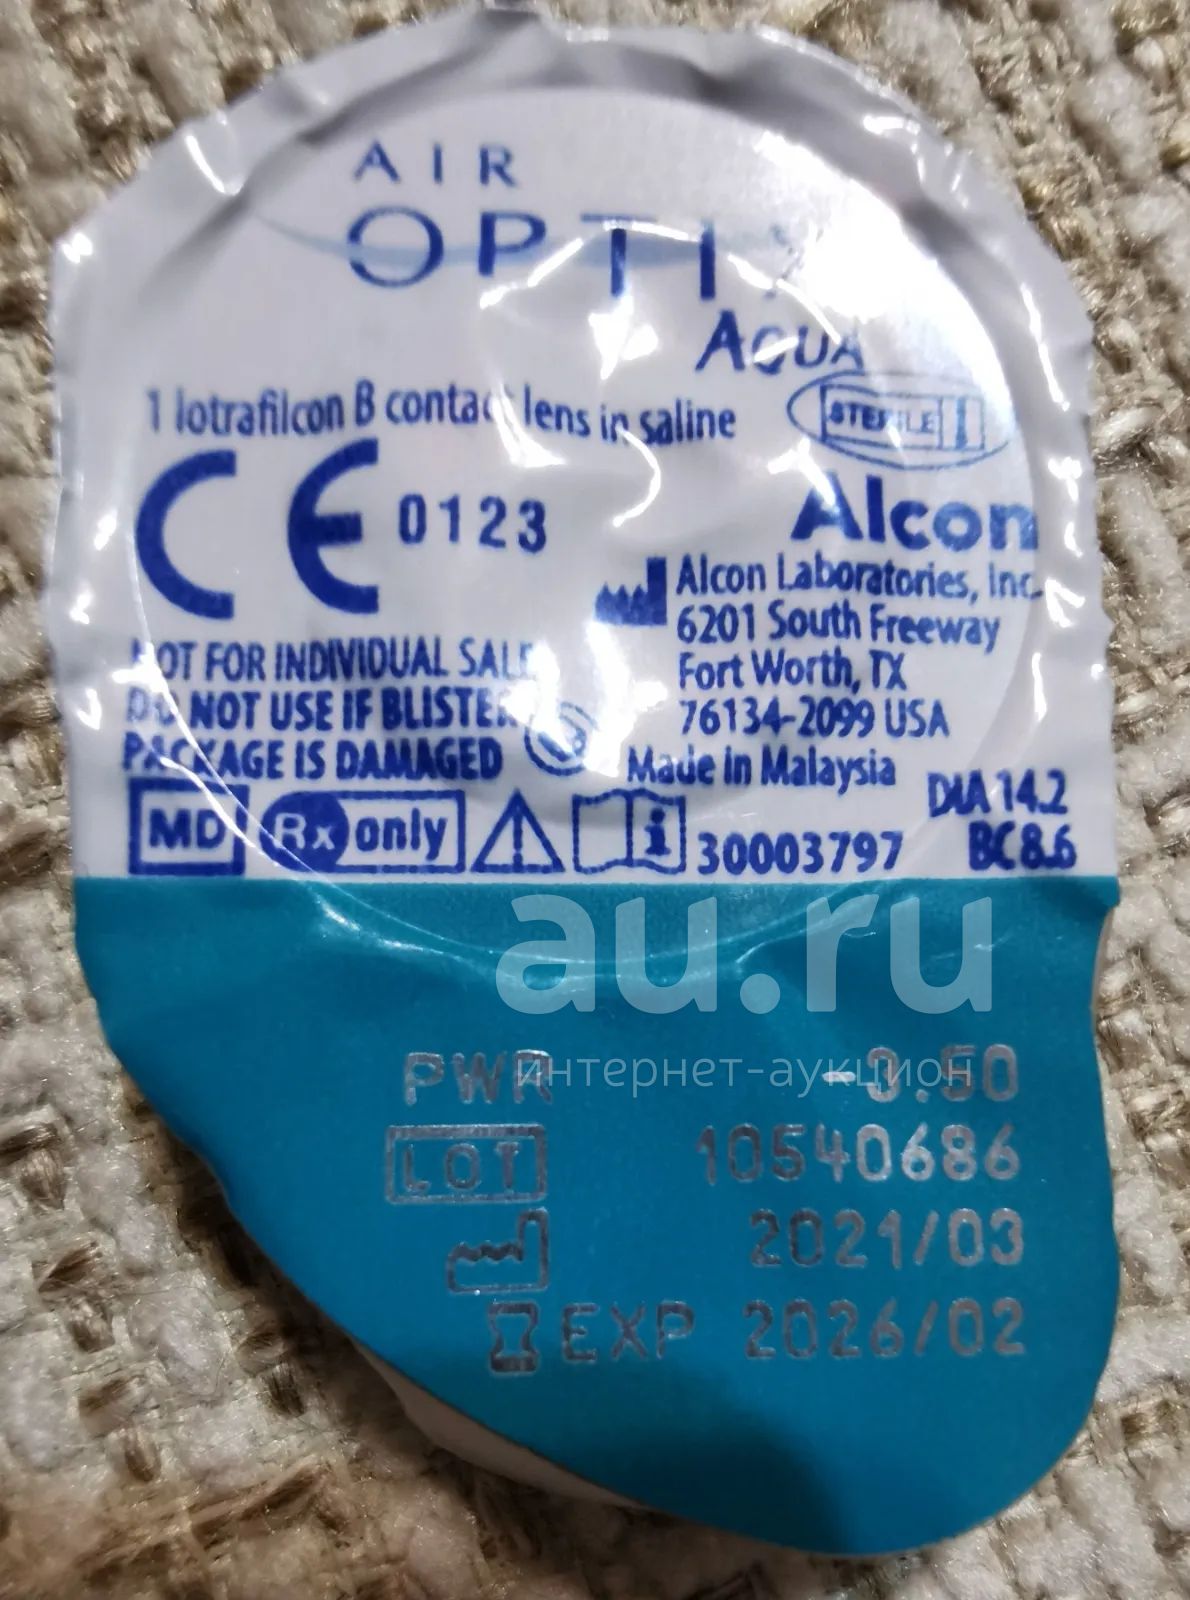 AIR
OPTIX
AQUA
1 lotrafilcon B contact lens in saline
STERILE
CE 0123
Alcon
Alcon Laboratories, Inc.
6201 South Freeway
Fort Worth, TX
76134-2099 USA
Made in Malaysia
NOT FOR INDIVIDUAL SALE
DO NOT USE IF BLISTER
PACKAGE IS DAMAGED
MD Rx only i 30003797
DIA 14.2
BC 8.6
au.ru
интернет-аукцион
PWR -3.50
LOT 10540686
2021/03
EXP 2026/02